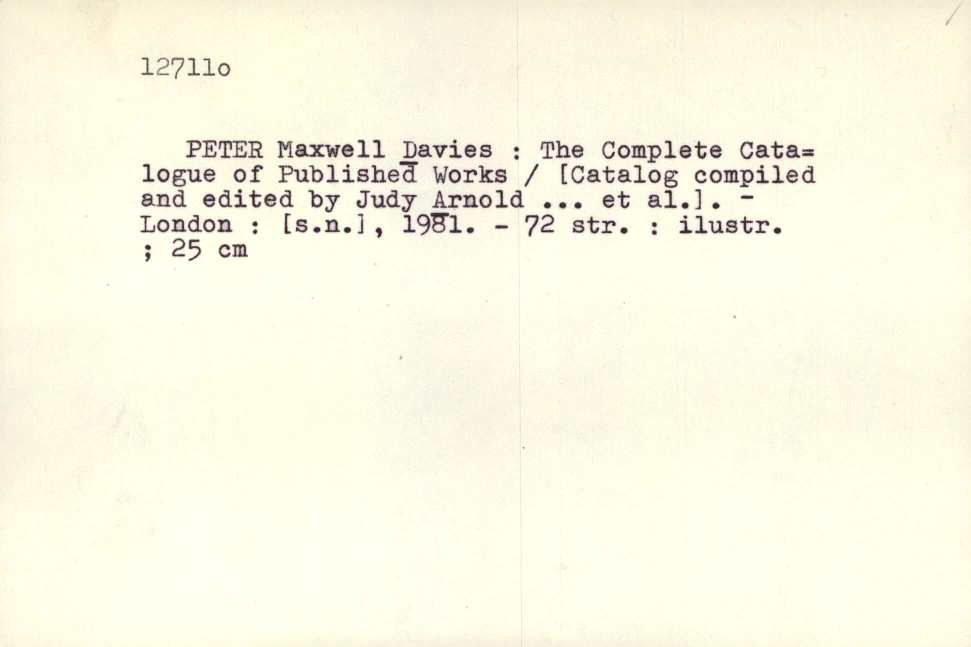 12711o
PETER Maxwell Davies : The Complete Cata=
logue of Published Works / [Catalog compiled
and edited by Judy Arnold ... et al.]. -
London : [s.n.], 1981. - 72 str. : ilustr.
; 25 cm